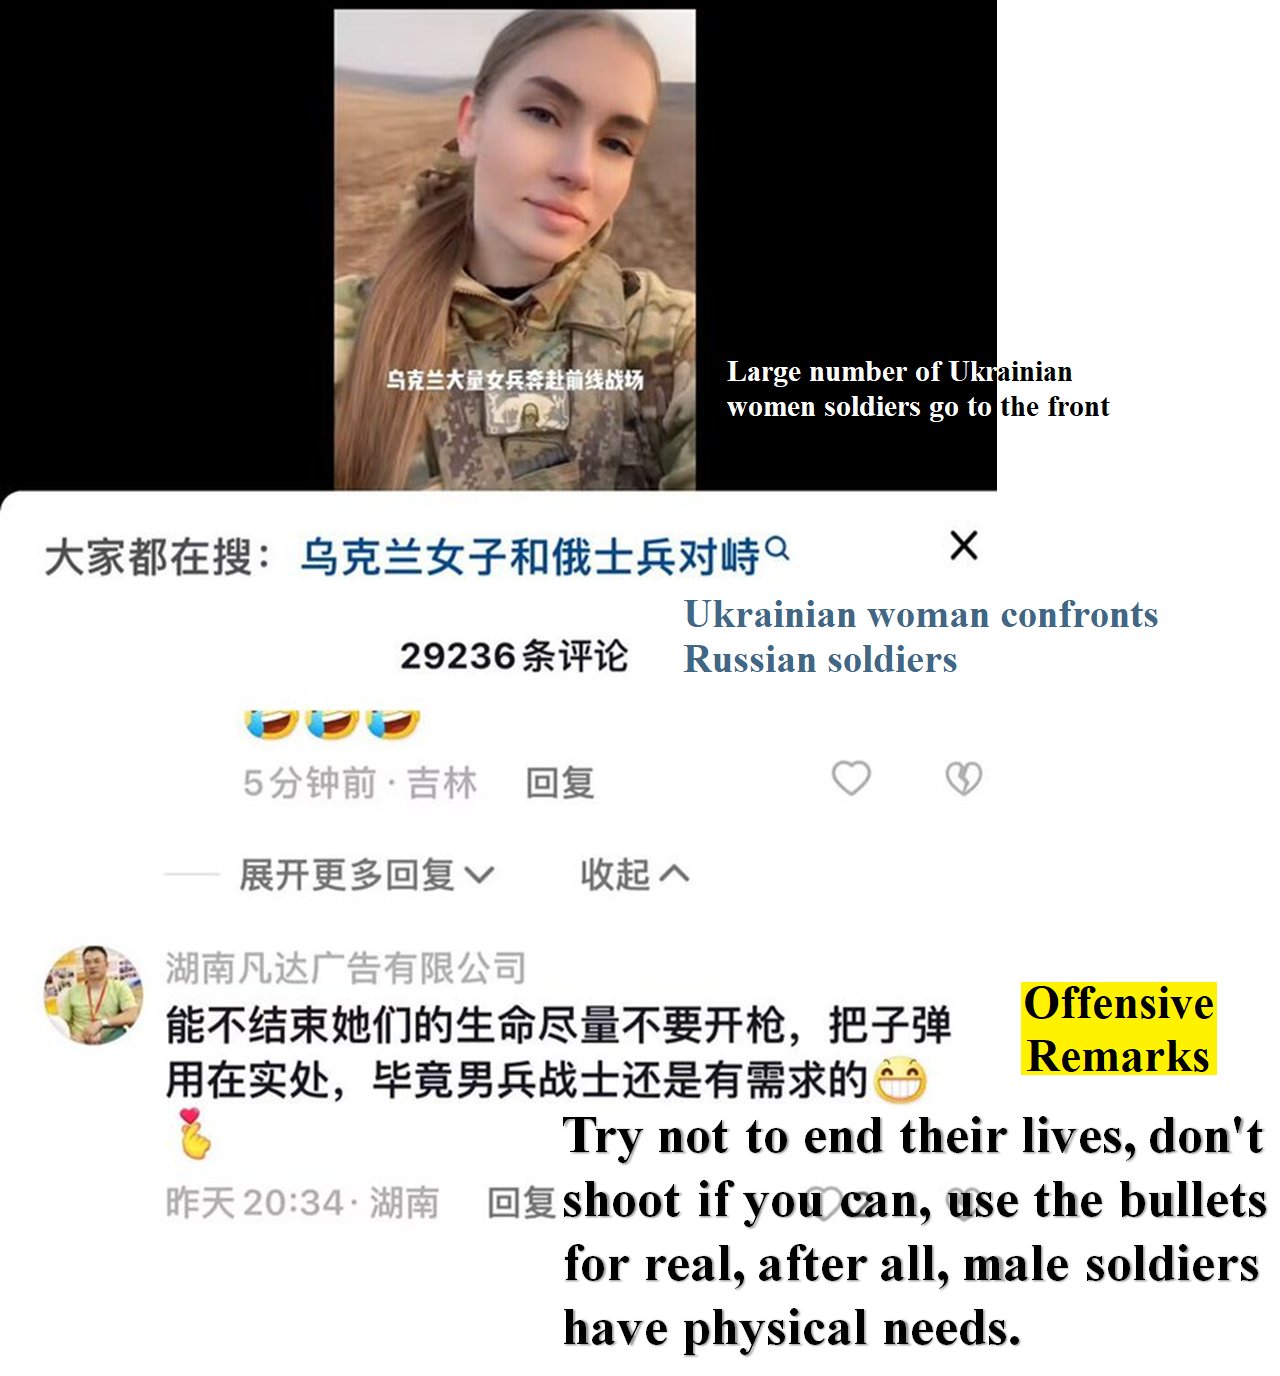 乌克兰大量女兵奔赴前线战场
Large number of Ukrainian
women soldiers go to the front
大家都在搜：乌克兰女子和俄士兵对峙
Ukrainian woman confronts
Russian soldiers
29236条评论
5分钟前 · 吉林 回复
展开更多回复 收起
湖南凡达广告有限公司
能不结束她们的生命尽量不要开枪，把子弹
用在实处，毕竟男兵战士还是有需求的
Offensive
Remarks
昨天 20:34 · 湖南 回复
Try not to end their lives, don't
shoot if you can, use the bullets
for real, after all, male soldiers
have physical needs.